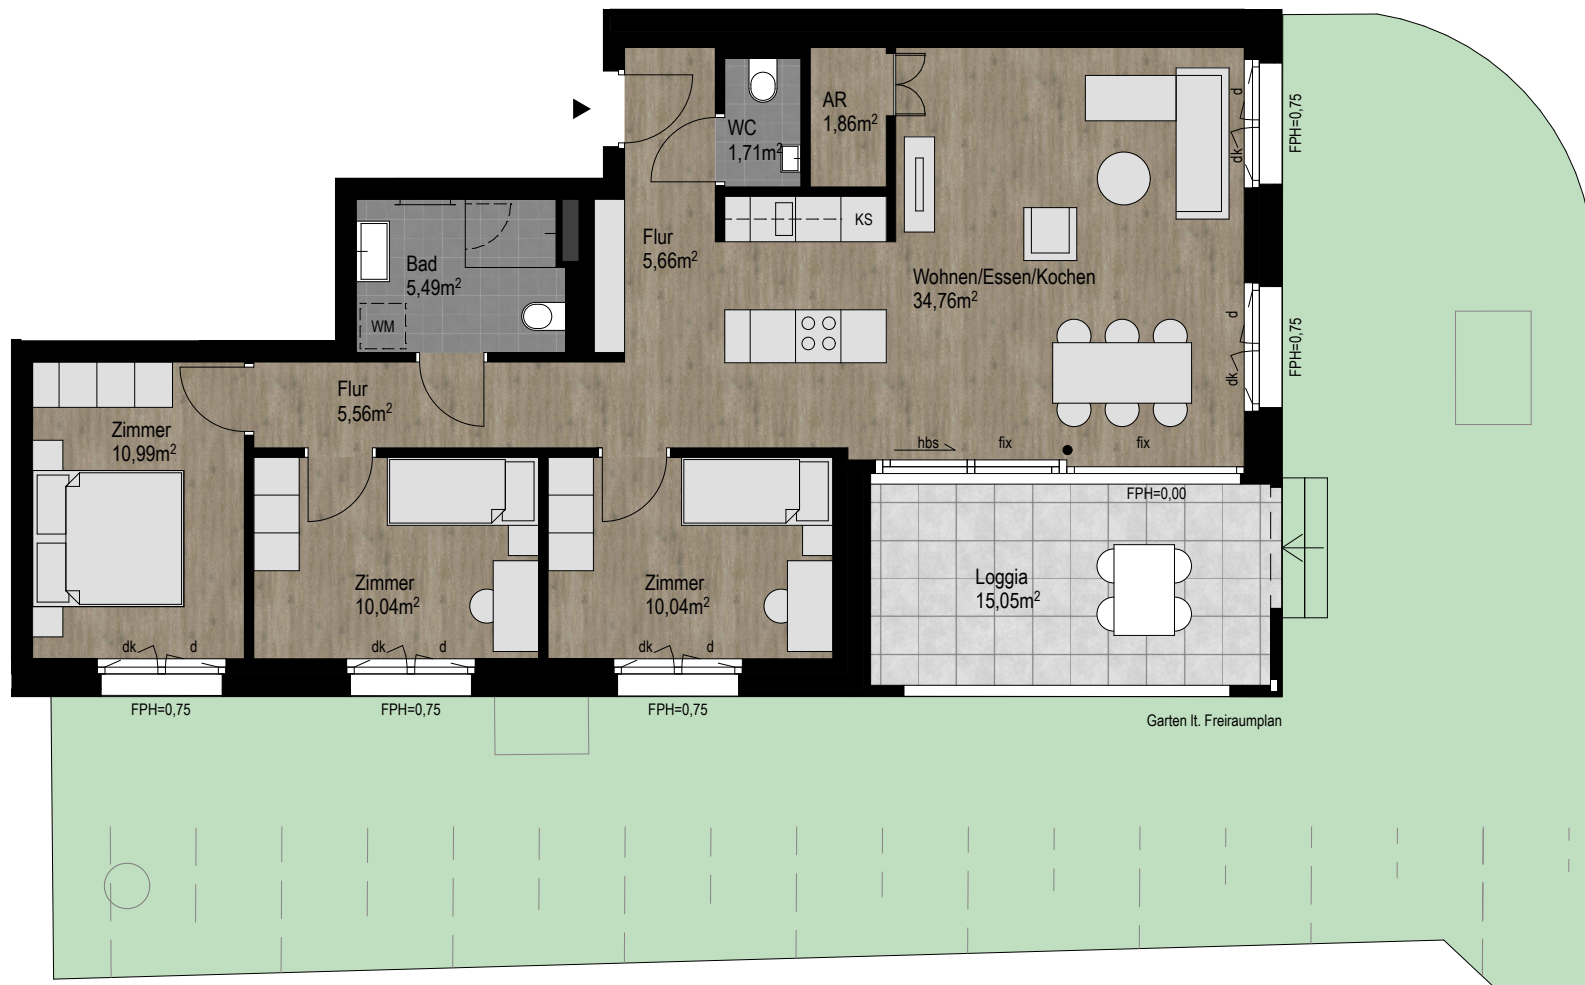 AR
1,86m²
WC
1,71m²
d
dk
FPH=0,75
KS
Flur
5,66m²
Bad
5,49m²
WM
Wohnen/Essen/Kochen
34,76m²
d
dk
FPH=0,75
Flur
5,56m²
Zimmer
10,99m²
hbs
fix
fix
FPH=0,00
Zimmer
10,04m²
Zimmer
10,04m²
Loggia
15,05m²
dk
d
dk
d
dk
d
FPH=0,75
FPH=0,75
FPH=0,75
Garten lt. Freiraumplan